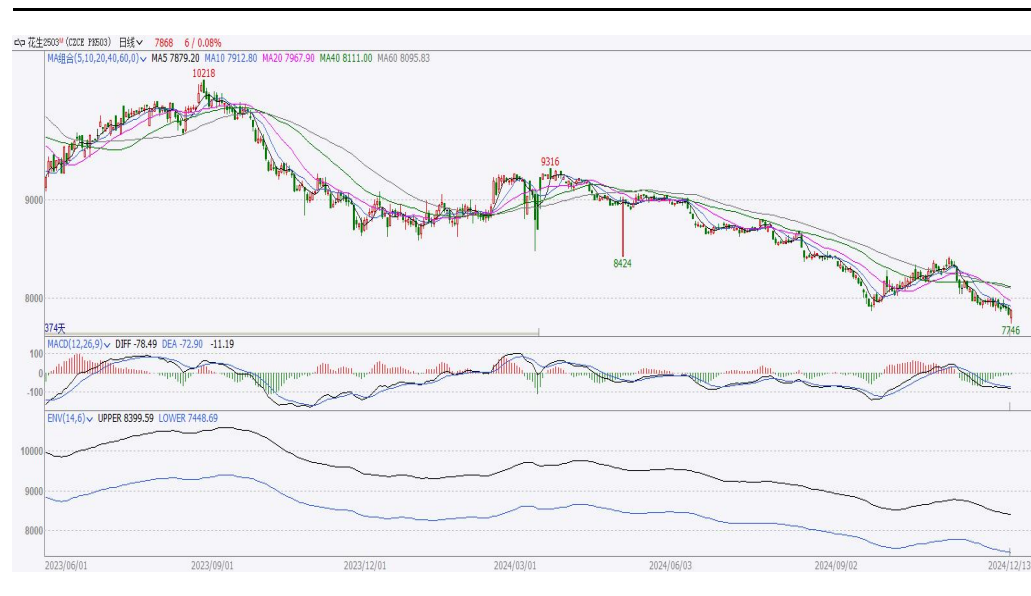 花生2503ᴹ (CZCE PK503) 日线 7868 6 / 0.08%
MA组合(5,10,20,40,60,0) MA5 7879.20 MA10 7912.80 MA20 7967.90 MA40 8111.00 MA60 8095.83
10218
9316
9000
8424
8000
374天
7746
MACD(12,26,9) DIFF -78.49 DEA -72.90 -11.19
100
0
-100
ENV(14,6) UPPER 8399.59 LOWER 7448.69
10000
9000
8000
2023/06/01 2023/09/01 2023/12/01 2024/03/01 2024/06/03 2024/09/02 2024/12/13